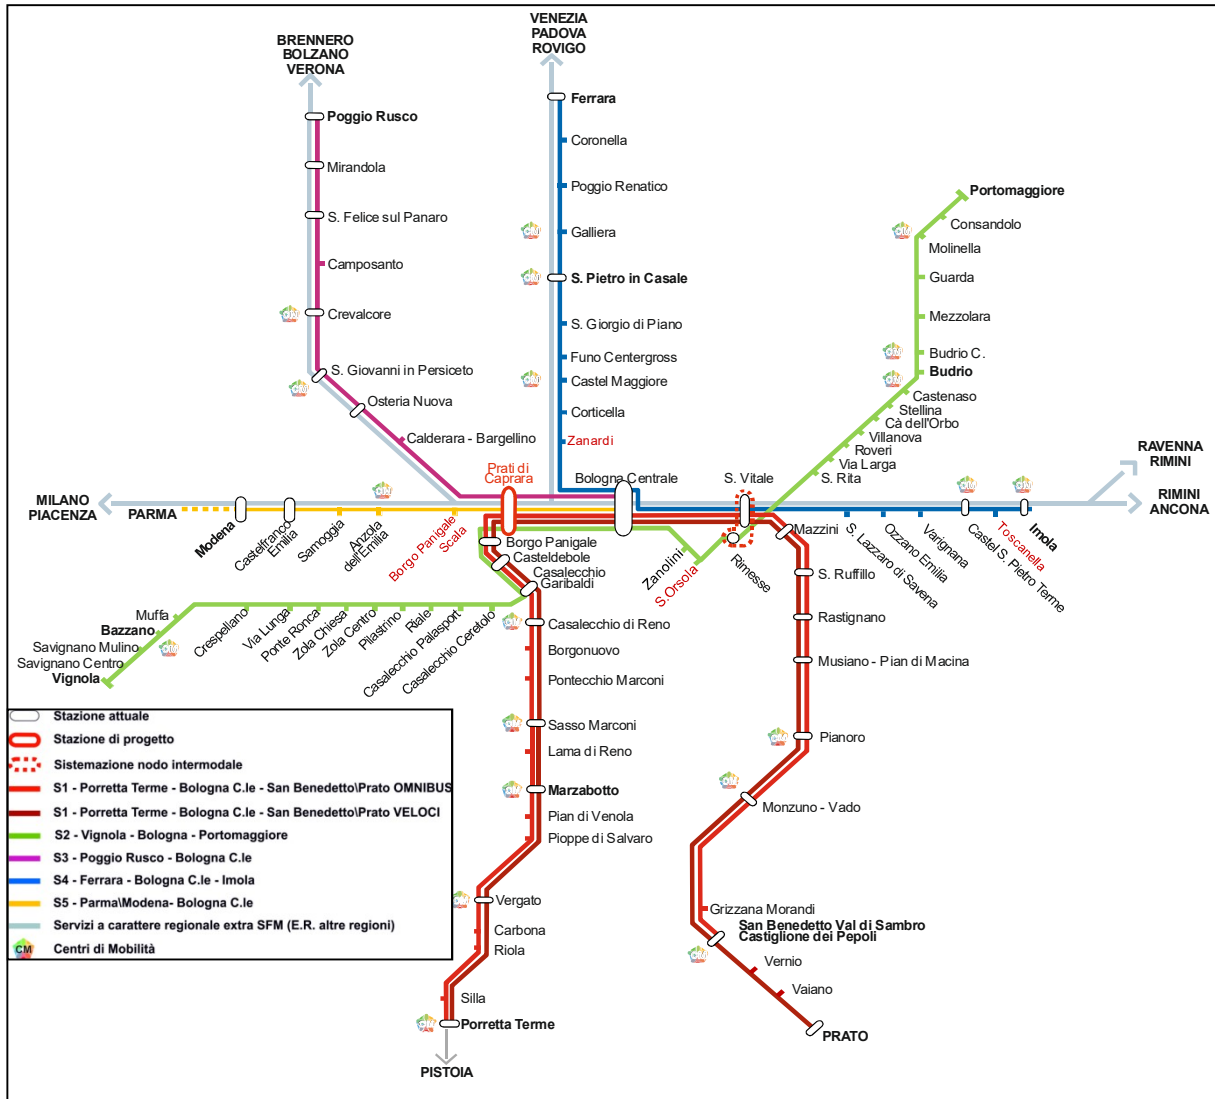 VENEZIA
PADOVA
ROVIGO
BRENNERO
BOLZANO
VERONA
Ferrara
Poggio Rusco
Coronella
Mirandola
Poggio Renatico
Portomaggiore
S. Felice sul Panaro
Consandolo
Galliera
Molinella
Camposanto
S. Pietro in Casale
Guarda
Crevalcore
S. Giorgio di Piano
Mezzolara
Funo Centergross
Budrio C.
S. Giovanni in Persiceto
Castel Maggiore
Budrio
Osteria Nuova
Castenaso
Corticella
Stellina
Cà dell'Orbo
Calderara - Bargellino
Zanardi
Villanova
Roveri
Via Larga
S. Rita
RAVENNA
RIMINI
Prati di
Caprara
Bologna Centrale
S. Vitale
MILANO
PIACENZA
PARMA
RIMINI
ANCONA
Modena
Castelfranco
Emilia
Samoggia
Anzola
dell'Emilia
Borgo Panigale
Scala
Borgo Panigale
Casteldebole
Casalecchio
Garibaldi
Zanolini
S.Orsola
Rimesse
Mazzini
S. Lazzaro di Savena
Ozzano Emilia
Varignana
Castel S. Pietro Terme
Toscanella
Imola
S. Ruffillo
Rastignano
Musiano - Pian di Macina
Pianoro
Monzuno - Vado
Muffa
Bazzano
Savignano Mulino
Savignano Centro
Vignola
Crespellano
Via Lunga
Ponte Ronca
Zola Chiesa
Zola Centro
Pilastrino
Riale
Casalecchio Palasport
Casalecchio Ceretolo
Casalecchio di Reno
Borgonuovo
Pontecchio Marconi
Sasso Marconi
Lama di Reno
Marzabotto
Pian di Venola
Pioppe di Salvaro
Vergato
Carbona
Riola
Silla
Porretta Terme
PISTOIA
Grizzana Morandi
San Benedetto Val di Sambro
Castiglione dei Pepoli
Vernio
Vaiano
PRATO
Stazione attuale
Stazione di progetto
Sistemazione nodo intermodale
S1 - Porretta Terme - Bologna C.le - San Benedetto\Prato OMNIBUS
S1 - Porretta Terme - Bologna C.le - San Benedetto\Prato VELOCI
S2 - Vignola - Bologna - Portomaggiore
S3 - Poggio Rusco - Bologna C.le
S4 - Ferrara - Bologna C.le - Imola
S5 - Parma\Modena- Bologna C.le
Servizi a carattere regionale extra SFM (E.R. altre regioni)
CM Centri di Mobilità